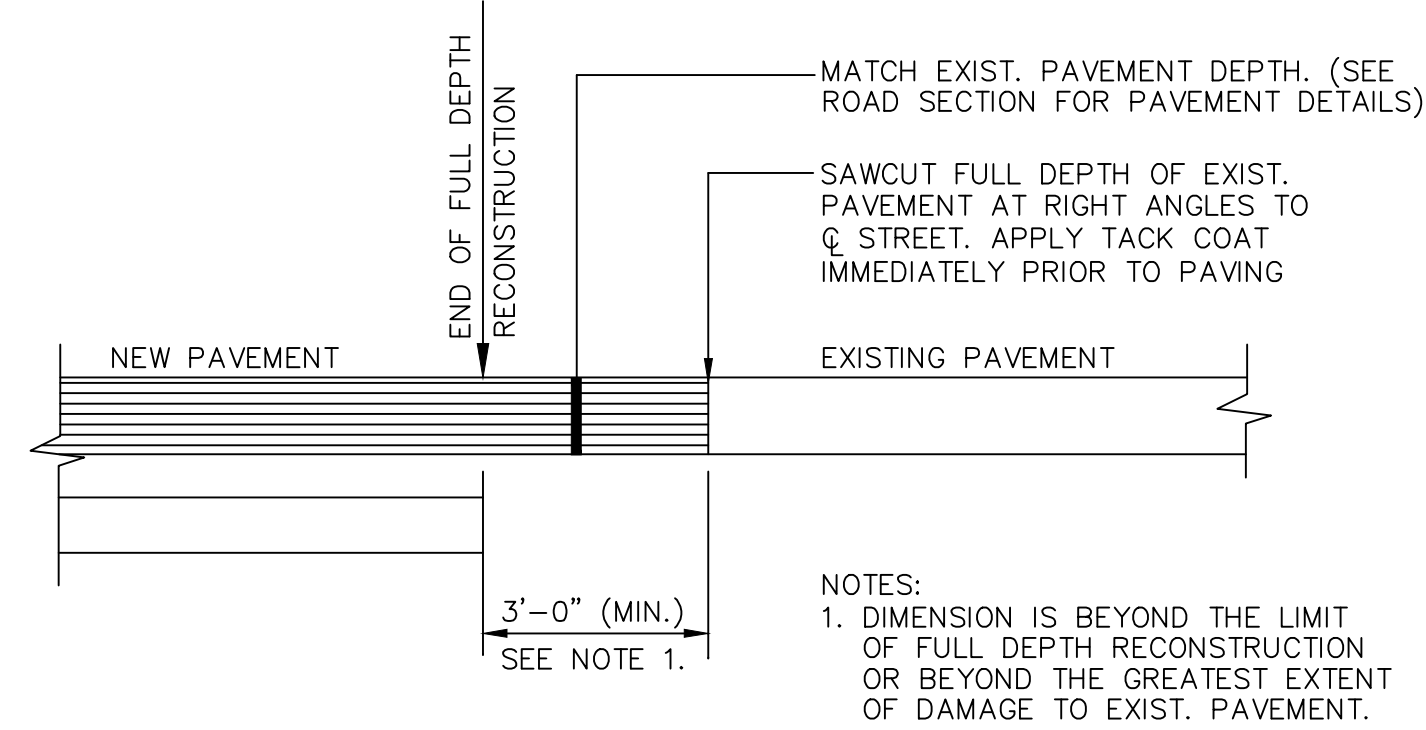 END OF FULL DEPTH
RECONSTRUCTION
MATCH EXIST. PAVEMENT DEPTH. (SEE
ROAD SECTION FOR PAVEMENT DETAILS)
SAWCUT FULL DEPTH OF EXIST.
PAVEMENT AT RIGHT ANGLES TO
℄ STREET. APPLY TACK COAT
IMMEDIATELY PRIOR TO PAVING
NEW PAVEMENT
EXISTING PAVEMENT
3'-0" (MIN.)
SEE NOTE 1.
NOTES:
1. DIMENSION IS BEYOND THE LIMIT
OF FULL DEPTH RECONSTRUCTION
OR BEYOND THE GREATEST EXTENT
OF DAMAGE TO EXIST. PAVEMENT.